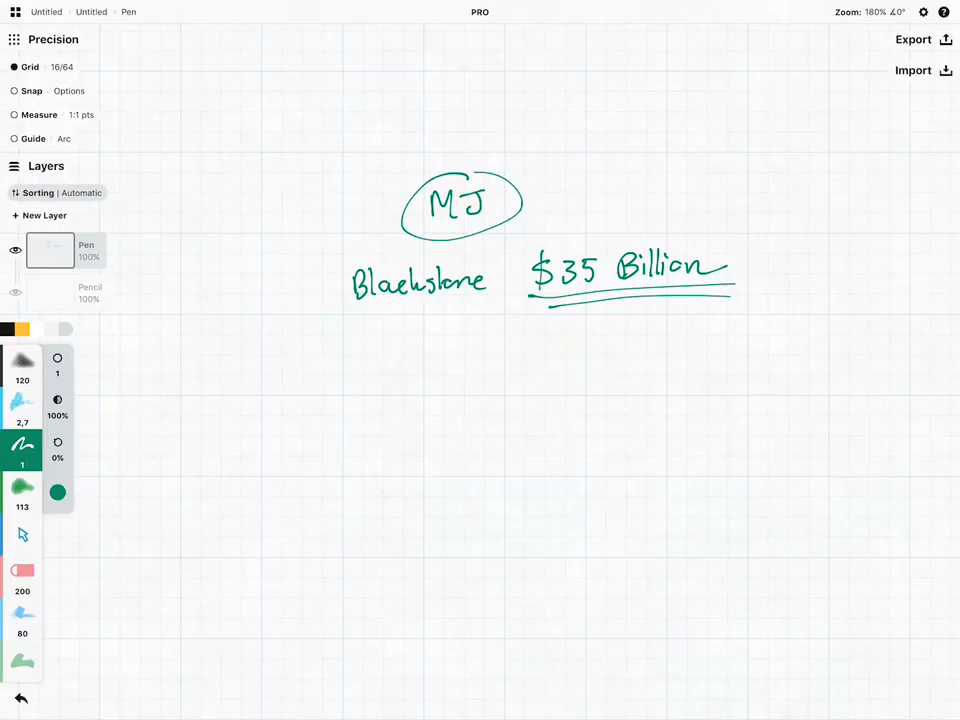 Untitled Untitled Pen PRO Zoom: 180% ∠0°
Precision Export
Grid 16/64 Import
Snap Options
Measure 1:1 pts
Guide Arc
Layers
Sorting | Automatic
+ New Layer
MJ
Pen
100%
Blackstone $35 Billion
Pencil
100%
120
1
2,7
100%
1
0%
113
200
80